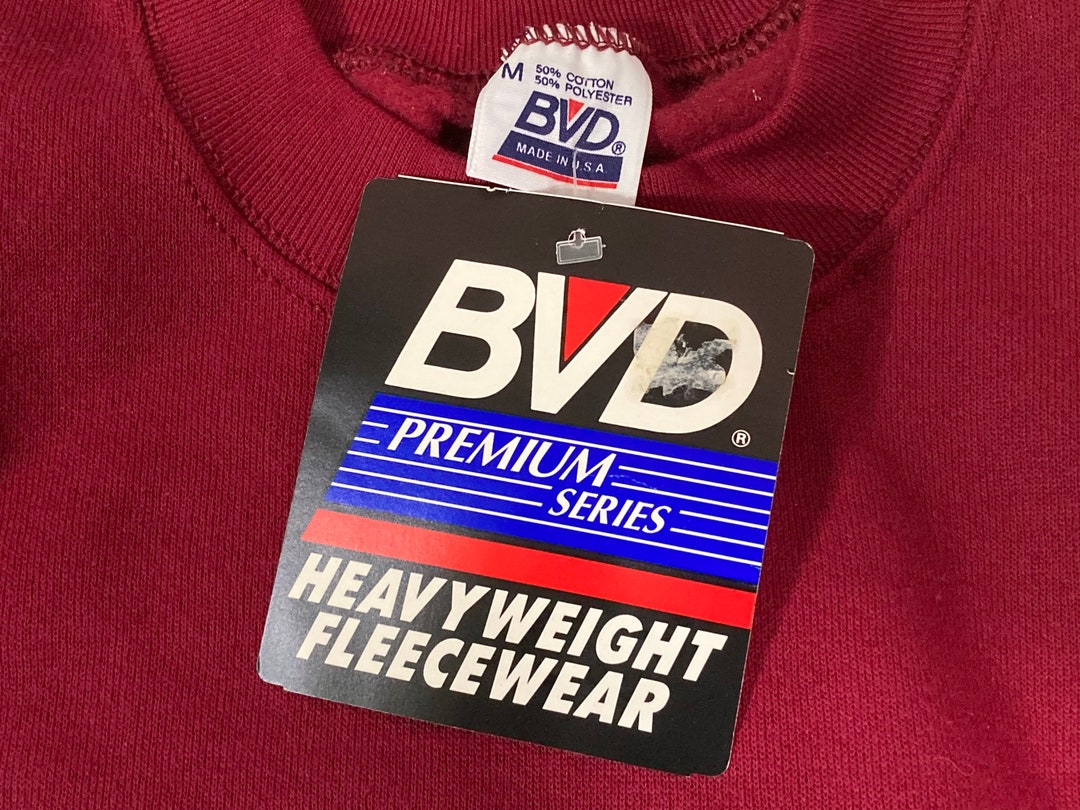 M
50% COTTON
50% POLYESTER
BVD®
MADE IN U.S.A
BVD®
PREMIUM
SERIES
HEAVYWEIGHT
FLEECEWEAR